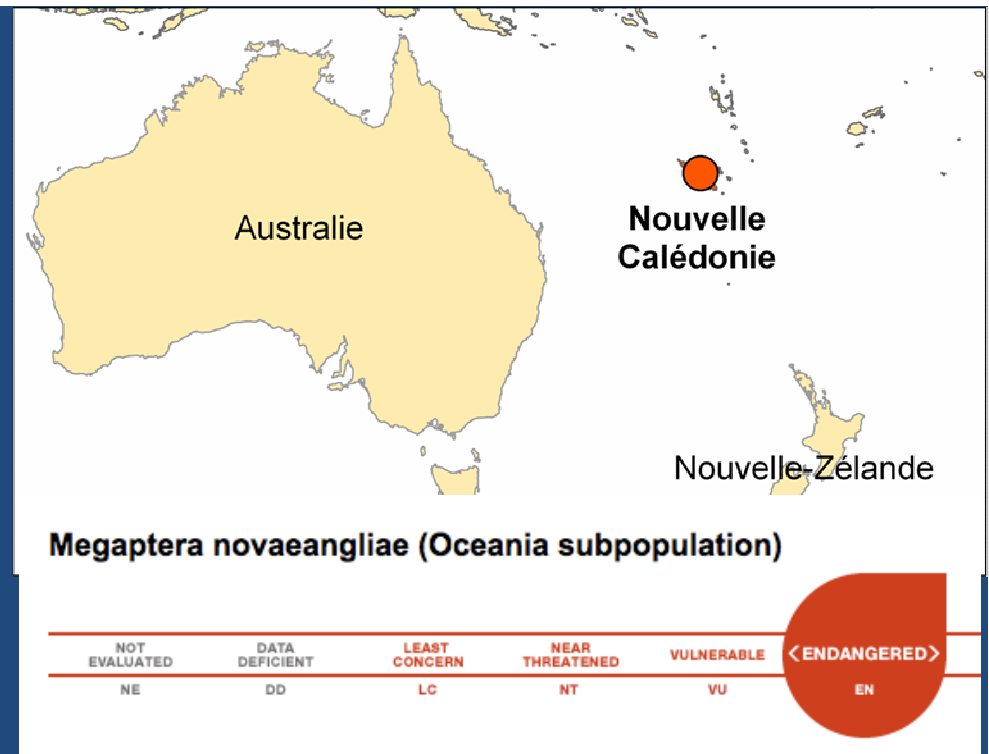 Australie
Nouvelle
Calédonie
Nouvelle-Zélande
Megaptera novaeangliae (Oceania subpopulation)
NOT
EVALUATED
DATA
DEFICIENT
LEAST
CONCERN
NEAR
THREATENED
VULNERABLE
<ENDANGERED>
NE
DD
LC
NT
VU
EN